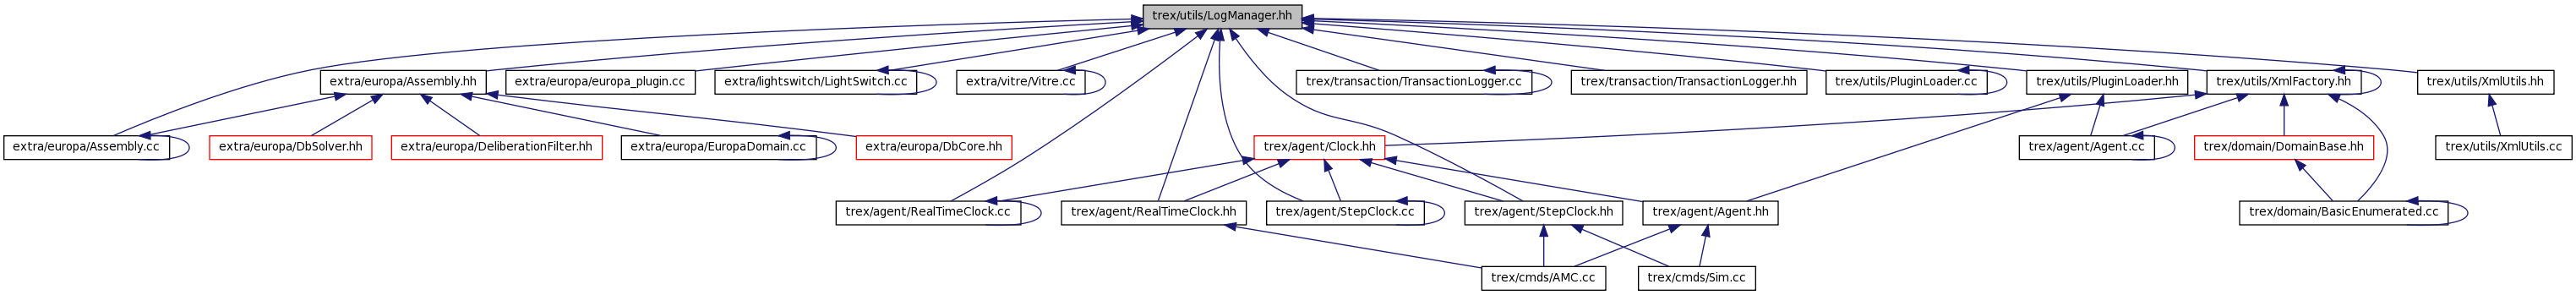 trex/utils/LogManager.hh
extra/europa/Assembly.hh
extra/europa/europa_plugin.cc
extra/lightswitch/LightSwitch.cc
extra/vitre/Vitre.cc
trex/transaction/TransactionLogger.cc
trex/transaction/TransactionLogger.hh
trex/utils/PluginLoader.cc
trex/utils/PluginLoader.hh
trex/utils/XmlFactory.hh
trex/utils/XmlUtils.hh
extra/europa/Assembly.cc
extra/europa/DbSolver.hh
extra/europa/DeliberationFilter.hh
extra/europa/EuropaDomain.cc
extra/europa/DbCore.hh
trex/agent/Clock.hh
trex/agent/Agent.cc
trex/domain/DomainBase.hh
trex/utils/XmlUtils.cc
trex/agent/RealTimeClock.cc
trex/agent/RealTimeClock.hh
trex/agent/StepClock.cc
trex/agent/StepClock.hh
trex/agent/Agent.hh
trex/domain/BasicEnumerated.cc
trex/cmds/AMC.cc
trex/cmds/Sim.cc